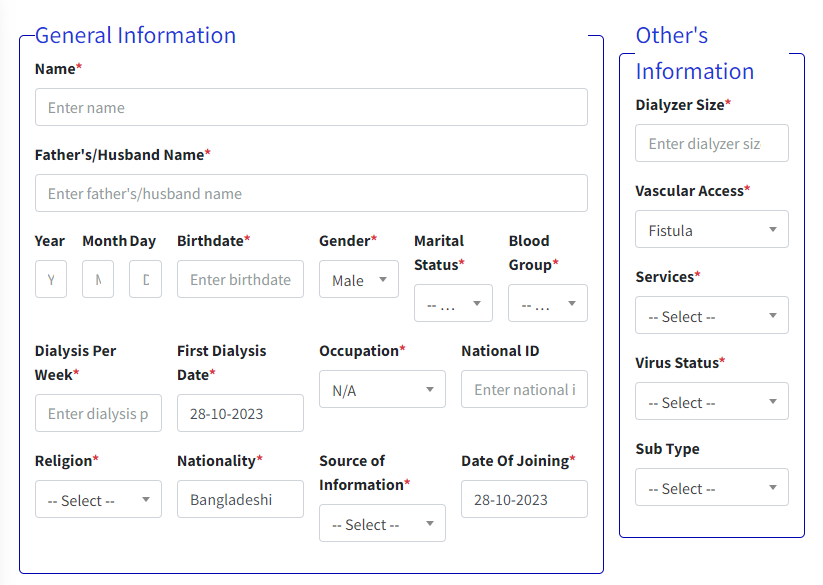 General Information
Name*
Enter name
Father's/Husband Name*
Enter father's/husband name
Year Month Day Birthdate* Gender* Marital Status* Blood Group*
Y M D Enter birthdate Male -- ... -- ...
Dialysis Per Week* First Dialysis Date* Occupation* National ID
Enter dialysis p 28-10-2023 N/A Enter national i
Religion* Nationality* Source of Information* Date Of Joining*
-- Select -- Bangladeshi -- Select -- 28-10-2023
Other's
Information
Dialyzer Size*
Enter dialyzer siz
Vascular Access*
Fistula
Services*
-- Select --
Virus Status*
-- Select --
Sub Type
-- Select --